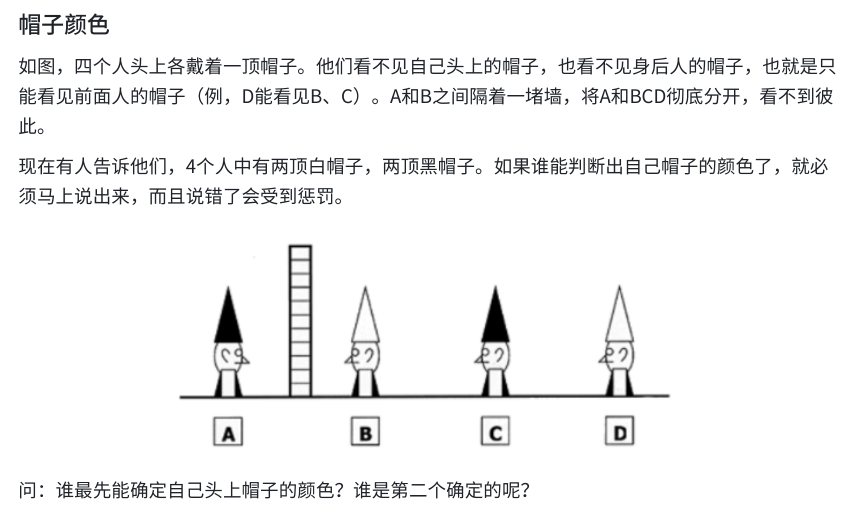 帽子颜色
如图，四个人头上各戴着一顶帽子。他们看不见自己头上的帽子，也看不见身后人的帽子，也就是只
能看见前面人的帽子（例，D能看见B、C）。A和B之间隔着一堵墙，将A和BCD彻底分开，看不到彼
此。
现在有人告诉他们，4个人中有两顶白帽子，两顶黑帽子。如果谁能判断出自己帽子的颜色了，就必
须马上说出来，而且说错了会受到惩罚。
A B C D
问：谁最先能确定自己头上帽子的颜色？谁是第二个确定的呢？